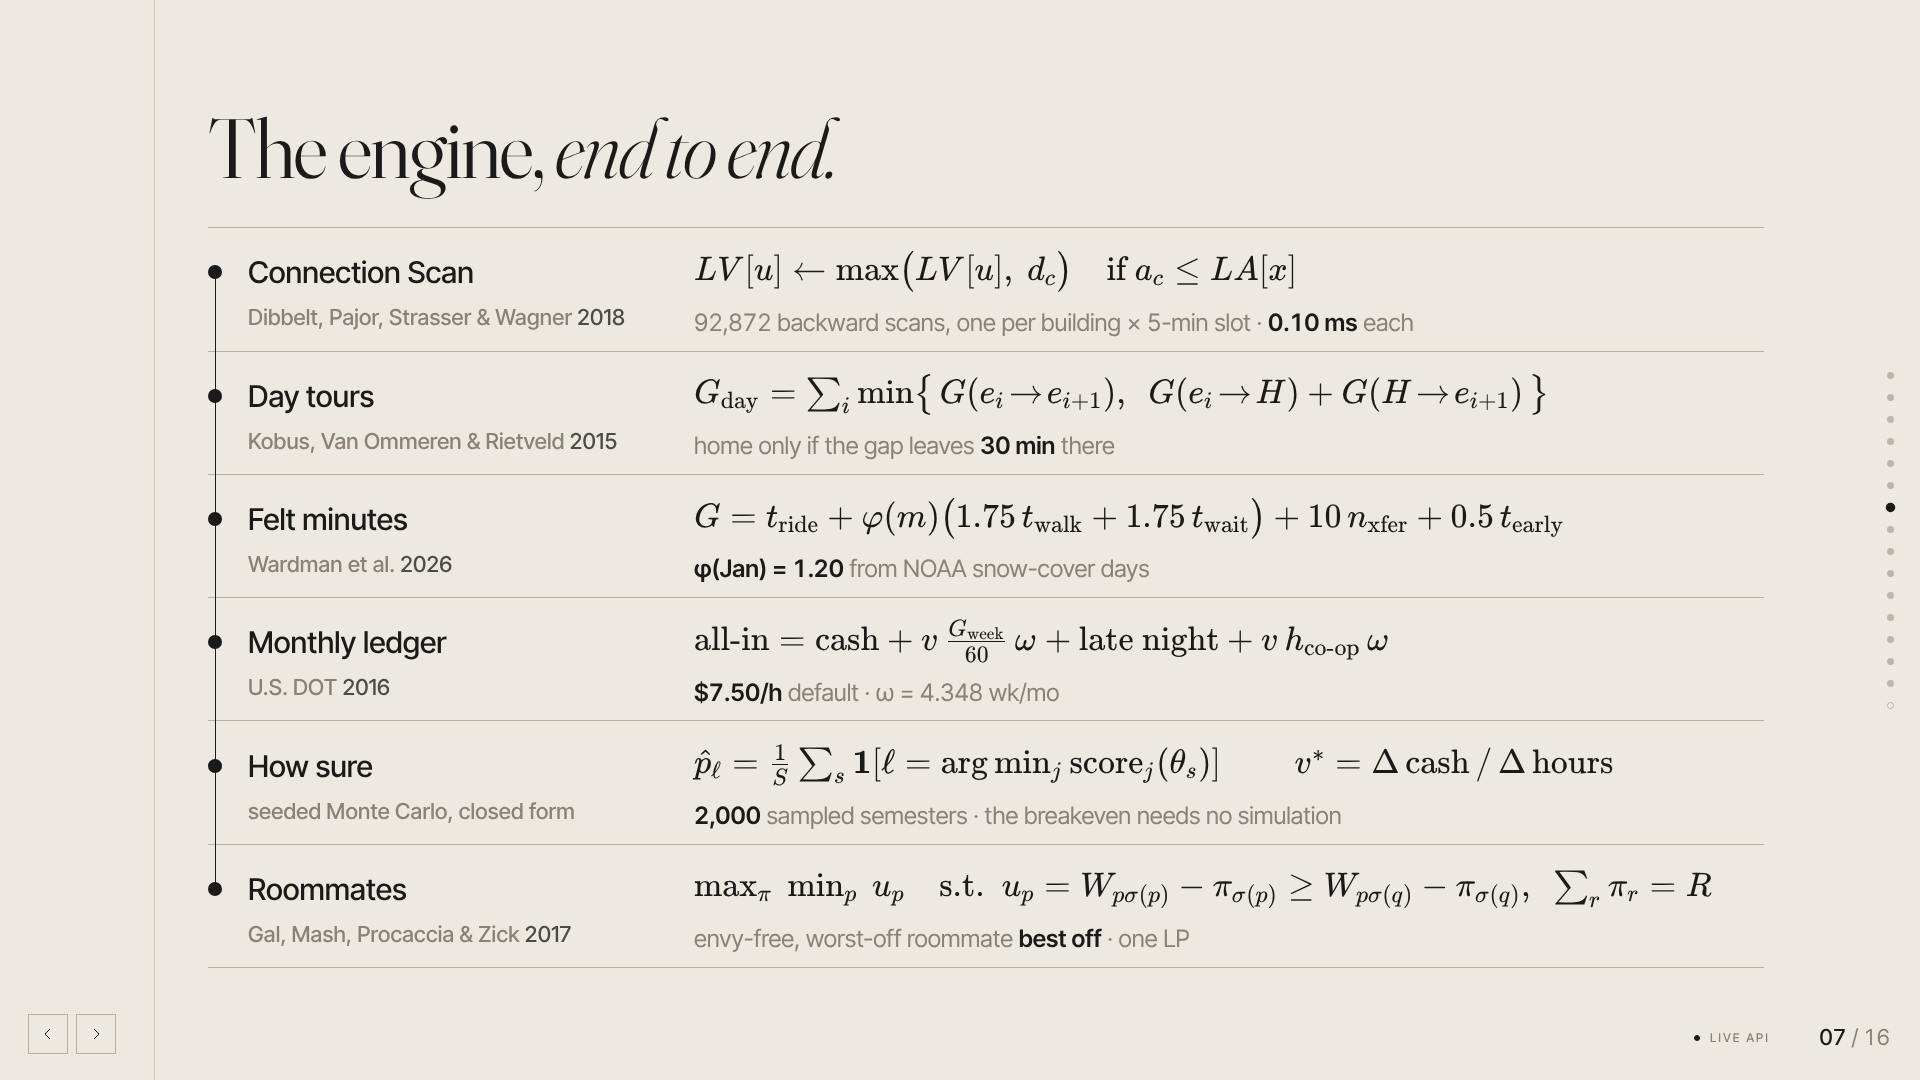 The engine, end to end.
Connection Scan
LV[u] ← max(LV[u], d_c) if a_c ≤ LA[x]
Dibbelt, Pajor, Strasser & Wagner 2018
92,872 backward scans, one per building × 5-min slot · 0.10 ms each
Day tours
G_day = ∑_i min{ G(e_i → e_{i+1}), G(e_i → H) + G(H → e_{i+1}) }
Kobus, Van Ommeren & Rietveld 2015
home only if the gap leaves 30 min there
Felt minutes
G = t_ride + φ(m)(1.75 t_walk + 1.75 t_wait) + 10 n_xfer + 0.5 t_early
Wardman et al. 2026
φ(Jan) = 1.20 from NOAA snow-cover days
Monthly ledger
all-in = cash + v G_week/60 ω + late night + v h_co-op ω
U.S. DOT 2016
$7.50/h default · ω = 4.348 wk/mo
How sure
p̂_ℓ = 1/S ∑_s 1[ℓ = arg min_j score_j(θ_s)] v* = Δ cash / Δ hours
seeded Monte Carlo, closed form
2,000 sampled semesters · the breakeven needs no simulation
Roommates
max_π min_p u_p s.t. u_p = W_{pσ(p)} − π_{σ(p)} ≥ W_{pσ(q)} − π_{σ(q)}, ∑_r π_r = R
Gal, Mash, Procaccia & Zick 2017
envy-free, worst-off roommate best off · one LP
LIVE API
07 / 16